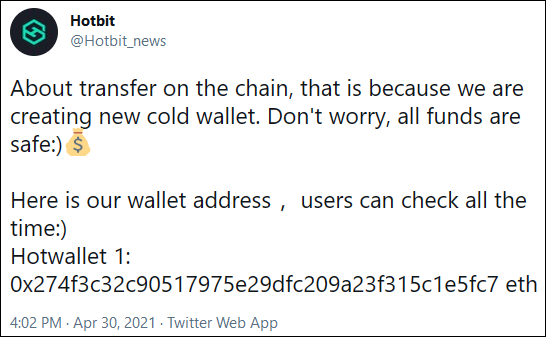 Hotbit
@Hotbit_news
About transfer on the chain, that is because we are
creating new cold wallet. Don't worry, all funds are
safe:)💰
Here is our wallet address， users can check all the
time:)
Hotwallet 1:
0x274f3c32c90517975e29dfc209a23f315c1e5fc7 eth
4:02 PM · Apr 30, 2021 · Twitter Web App